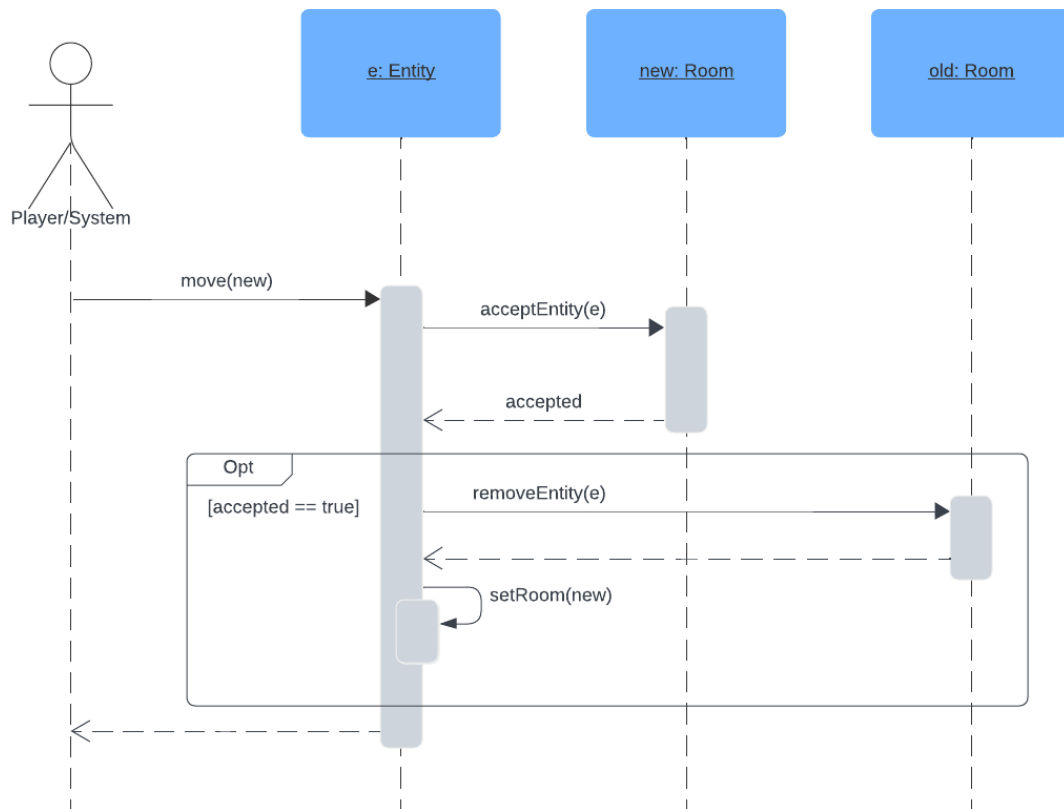 e: Entity
new: Room
old: Room
Player/System
move(new)
acceptEntity(e)
accepted
Opt
[accepted == true]
removeEntity(e)
setRoom(new)